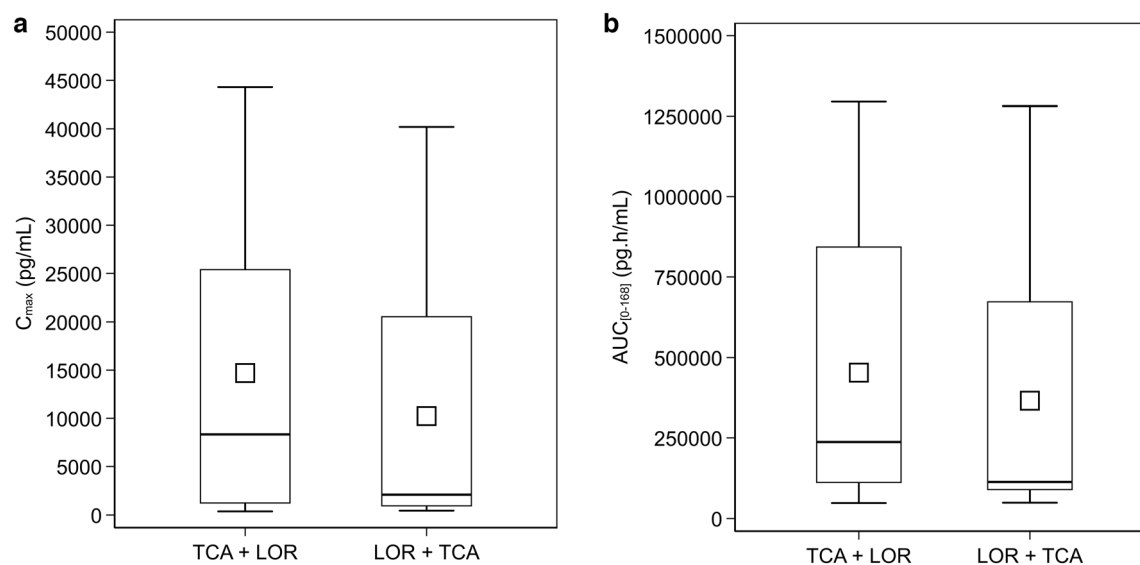 a
50000
45000
40000
35000
30000
25000
20000
15000
10000
5000
0
Cmax (pg/mL)
TCA + LOR
LOR + TCA
b
1500000
1250000
1000000
750000
500000
250000
0
AUC[0-168] (pg.h/mL)
TCA + LOR
LOR + TCA